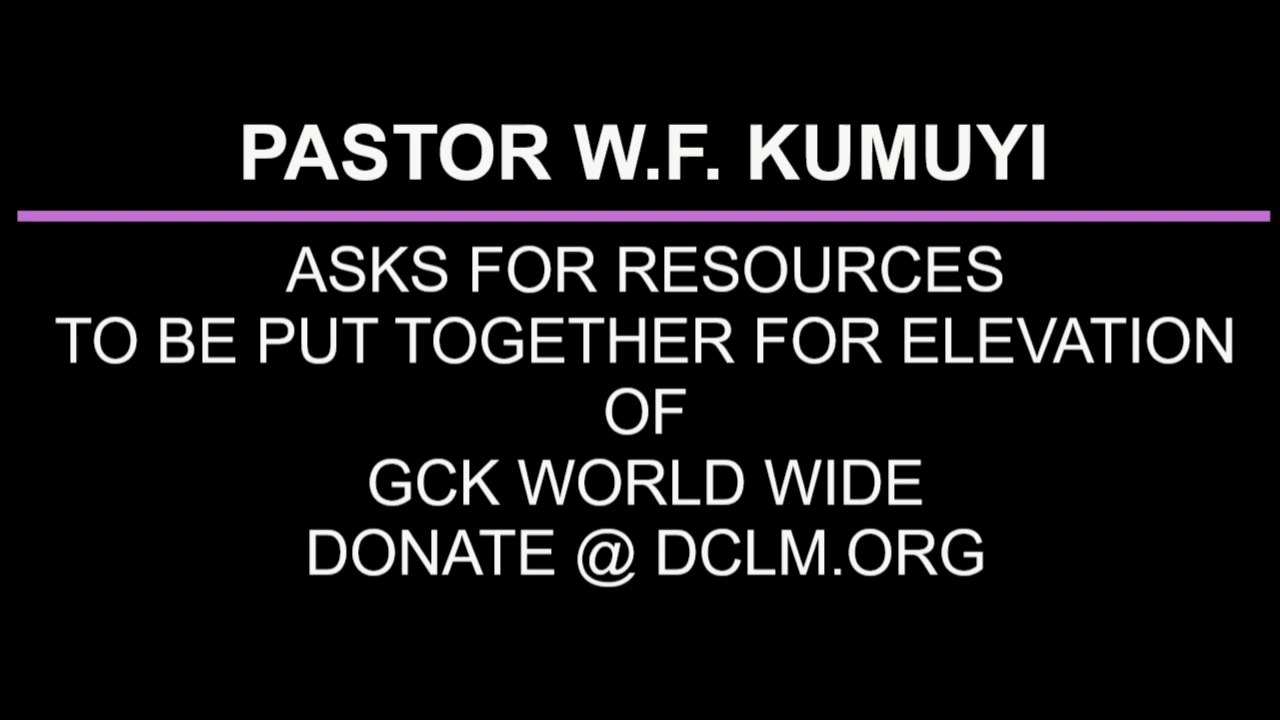 PASTOR W.F. KUMUYI
ASKS FOR RESOURCES
TO BE PUT TOGETHER FOR ELEVATION
OF
GCK WORLD WIDE
DONATE @ DCLM.ORG